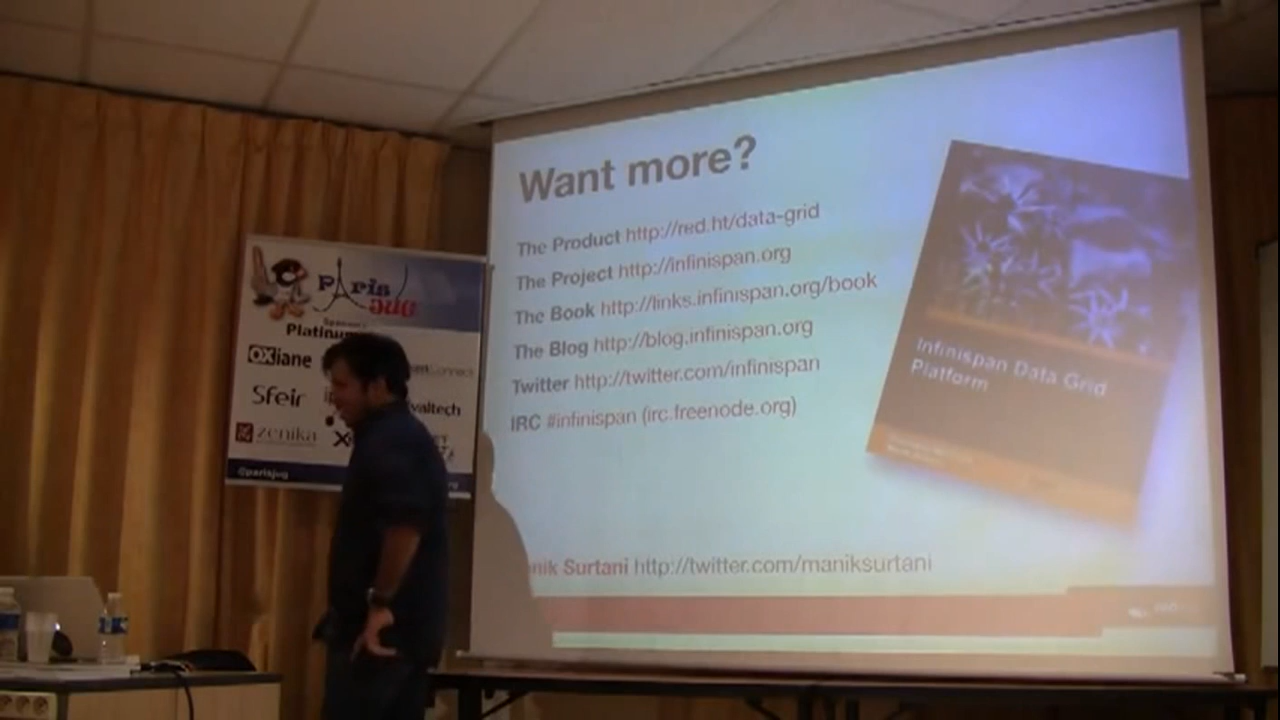 Want more?
The Product http://red.ht/data-grid
The Project http://infinispan.org
The Book http://links.infinispan.org/book
The Blog http://blog.infinispan.org
Twitter http://twitter.com/infinispan
IRC #infinispan (irc.freenode.org)
Surtani http://twitter.com/maniksurtani
Infinispan Data Grid
Platform
Paris
JUG
Platinum
OXiane
Sfeir
valtech
zenika
@parisjug